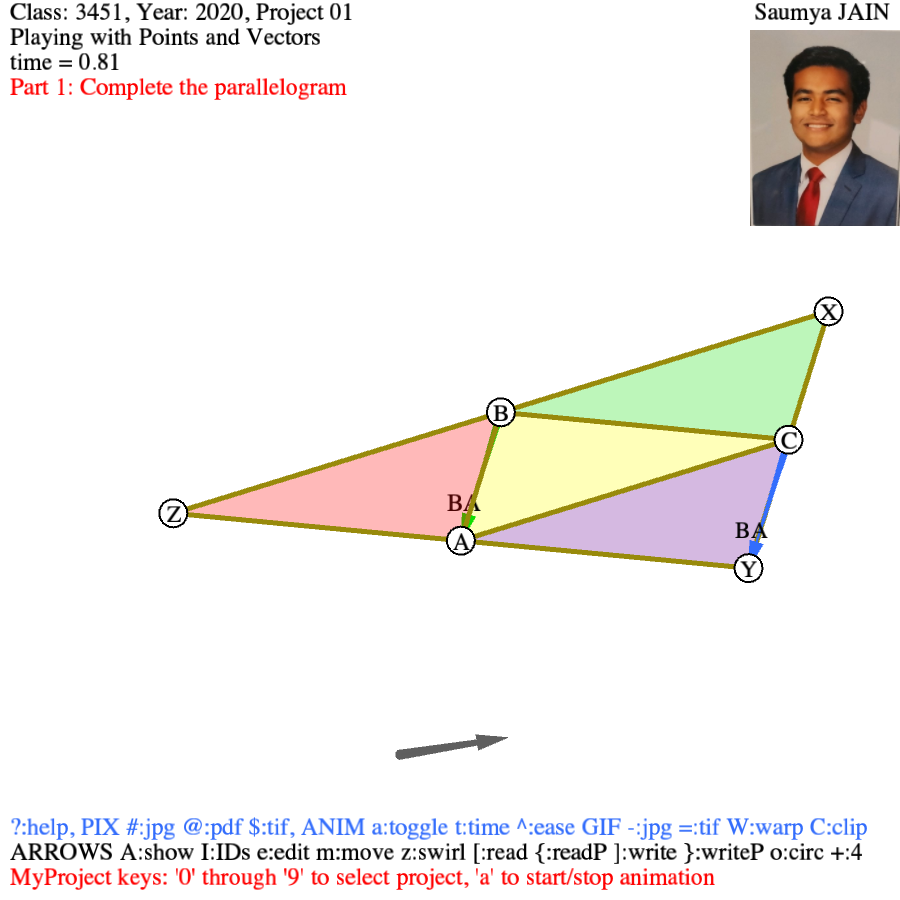 Class: 3451, Year: 2020, Project 01
Saumya JAIN
Playing with Points and Vectors
time = 0.81
Part 1: Complete the parallelogram
X
B
C
BA
Z
A
BA
Y
?:help, PIX #:jpg @:pdf $:tif, ANIM a:toggle t:time ^:ease GIF -:jpg =:tif W:warp C:clip
ARROWS A:show I:IDs e:edit m:move z:swirl [:read {:readP ]:write }:writeP o:circ +:4
MyProject keys: '0' through '9' to select project, 'a' to start/stop animation